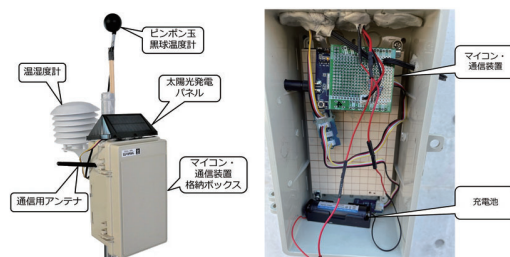 ピンポン玉
黒球温度計
温湿度計
太陽光発電
パネル
マイコン・
通信装置
格納ボックス
通信用アンテナ
マイコン・
通信装置
充電池